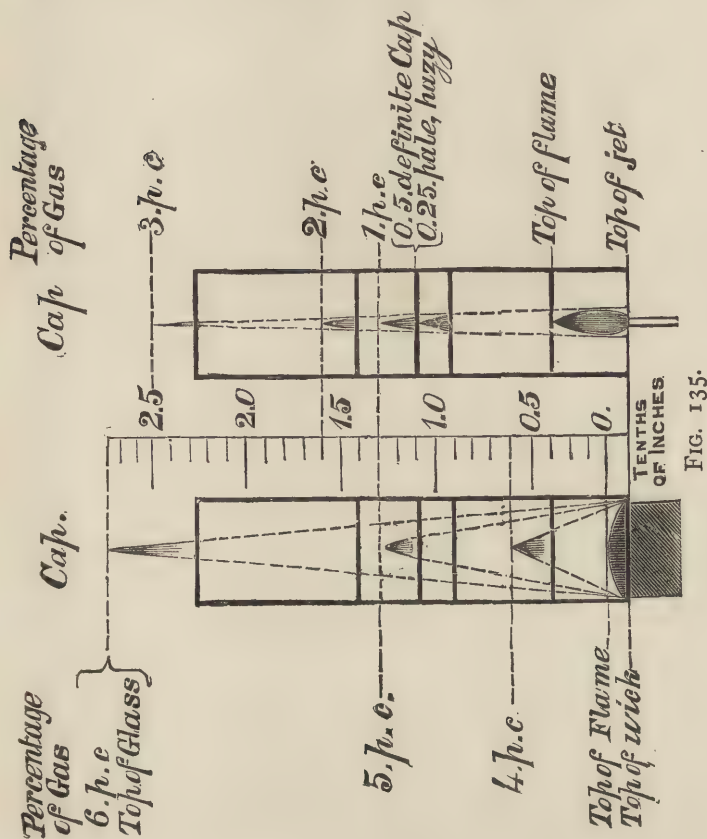 Percentage
of Gas
6.p.c
Top of Glass
5.p.c.
4.p.c
Top of Flame
Top of wick
Cap.
2.5
2.0
1.5
1.0
0.5
0.
TENTHS
OF INCHES
Cap
Percentage
of Gas
3.p.c
2.p.c
1.p.c
0.5.definite Cap
0.25.pale, hazy
Top of flame
Top of jet
FIG. 135.